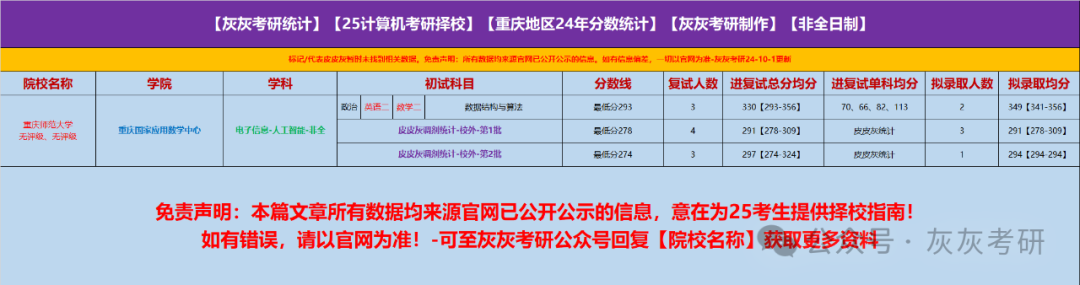 【灰灰考研统计】【25计算机考研择校】【重庆地区24年分数统计】【灰灰考研制作】【非全日制】
标记/代表皮皮灰暂时未找到相关数据，免责声明：所有数据均来源官网已公开公示的信息，如有信息偏差，一切以官网为准-灰灰考研24-10-1更新
院校名称 学院 学科 初试科目 分数线 复试人数 进复试总分均分 进复试单科均分 拟录取人数 拟录取均分
重庆师范大学
无评级、无评级
重庆国家应用数学中心 电子信息-人工智能-非全
政治 英语二 数学二 数据结构与算法 最低分293 3 330【293-356】 70、66、82、113 2 349【341-356】
皮皮灰调剂统计-校外-第1批 最低分278 4 291【278-309】 皮皮灰统计 3 291【278-309】
皮皮灰调剂统计-校外-第2批 最低分274 3 297【274-324】 皮皮灰统计 1 294【294-294】
免责声明：本篇文章所有数据均来源官网已公开公示的信息，意在为25考生提供择校指南！
如有错误，请以官网为准！-可至灰灰考研公众号回复【院校名称】获取更多资料
公众号 · 灰灰考研